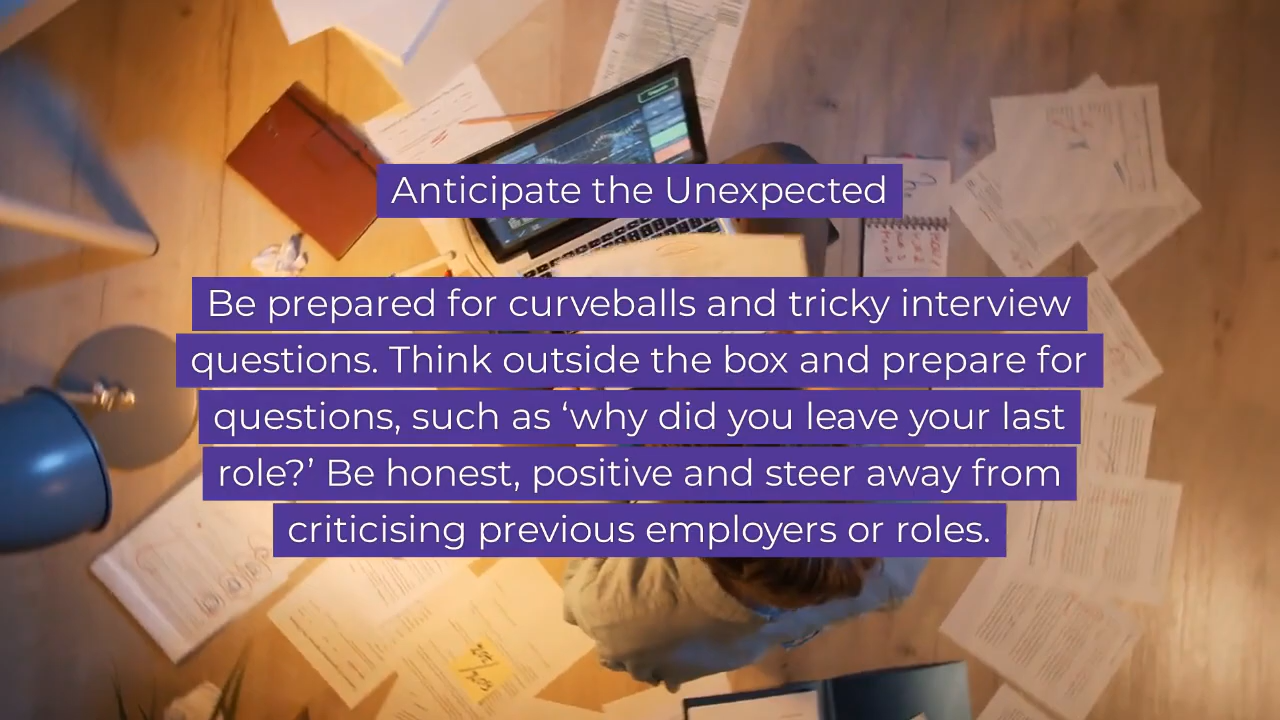 Anticipate the Unexpected
Be prepared for curveballs and tricky interview
questions. Think outside the box and prepare for
questions, such as ‘why did you leave your last
role?’ Be honest, positive and steer away from
criticising previous employers or roles.